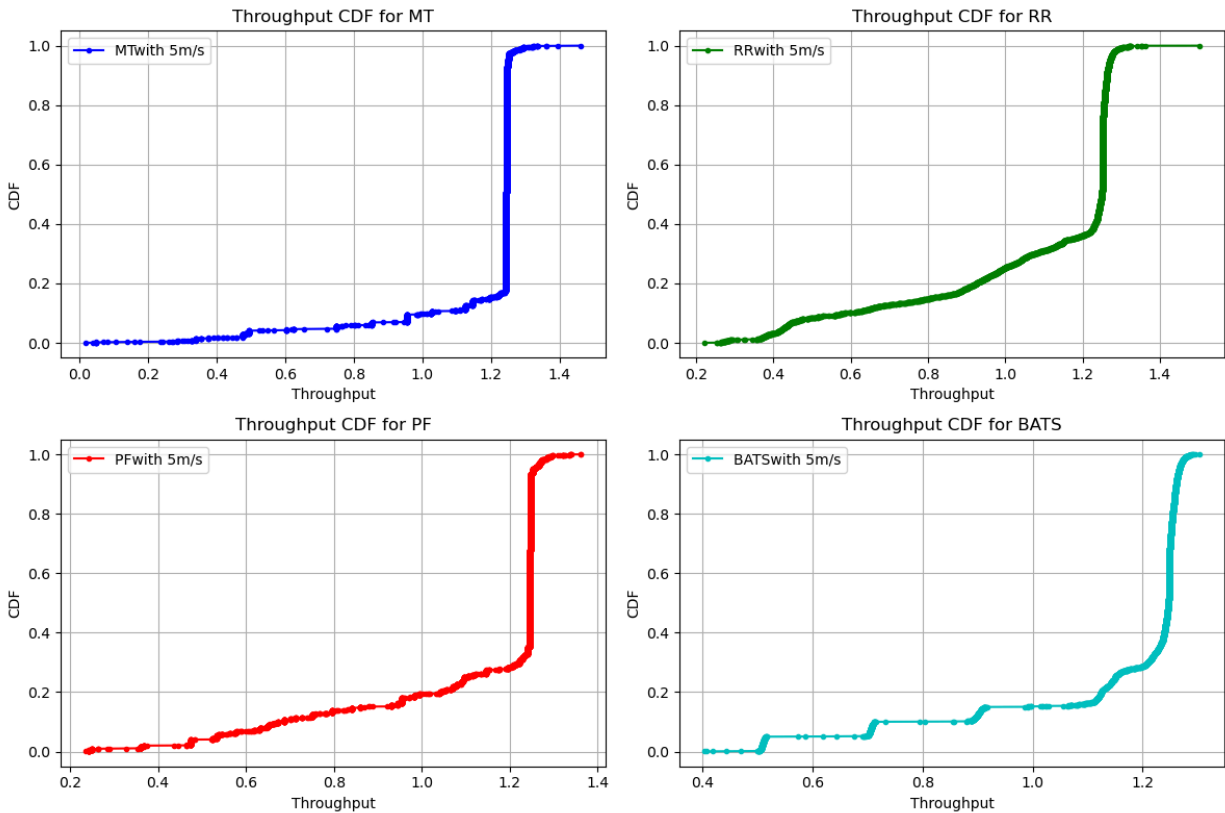 Throughput CDF for MT
MTwith 5m/s
1.0
0.8
0.6
0.4
0.2
0.0
CDF
0.0 0.2 0.4 0.6 0.8 1.0 1.2 1.4
Throughput
Throughput CDF for RR
RRwith 5m/s
1.0
0.8
0.6
0.4
0.2
0.0
CDF
0.2 0.4 0.6 0.8 1.0 1.2 1.4
Throughput
Throughput CDF for PF
PFwith 5m/s
1.0
0.8
0.6
0.4
0.2
0.0
CDF
0.2 0.4 0.6 0.8 1.0 1.2 1.4
Throughput
Throughput CDF for BATS
BATSwith 5m/s
1.0
0.8
0.6
0.4
0.2
0.0
CDF
0.4 0.6 0.8 1.0 1.2
Throughput